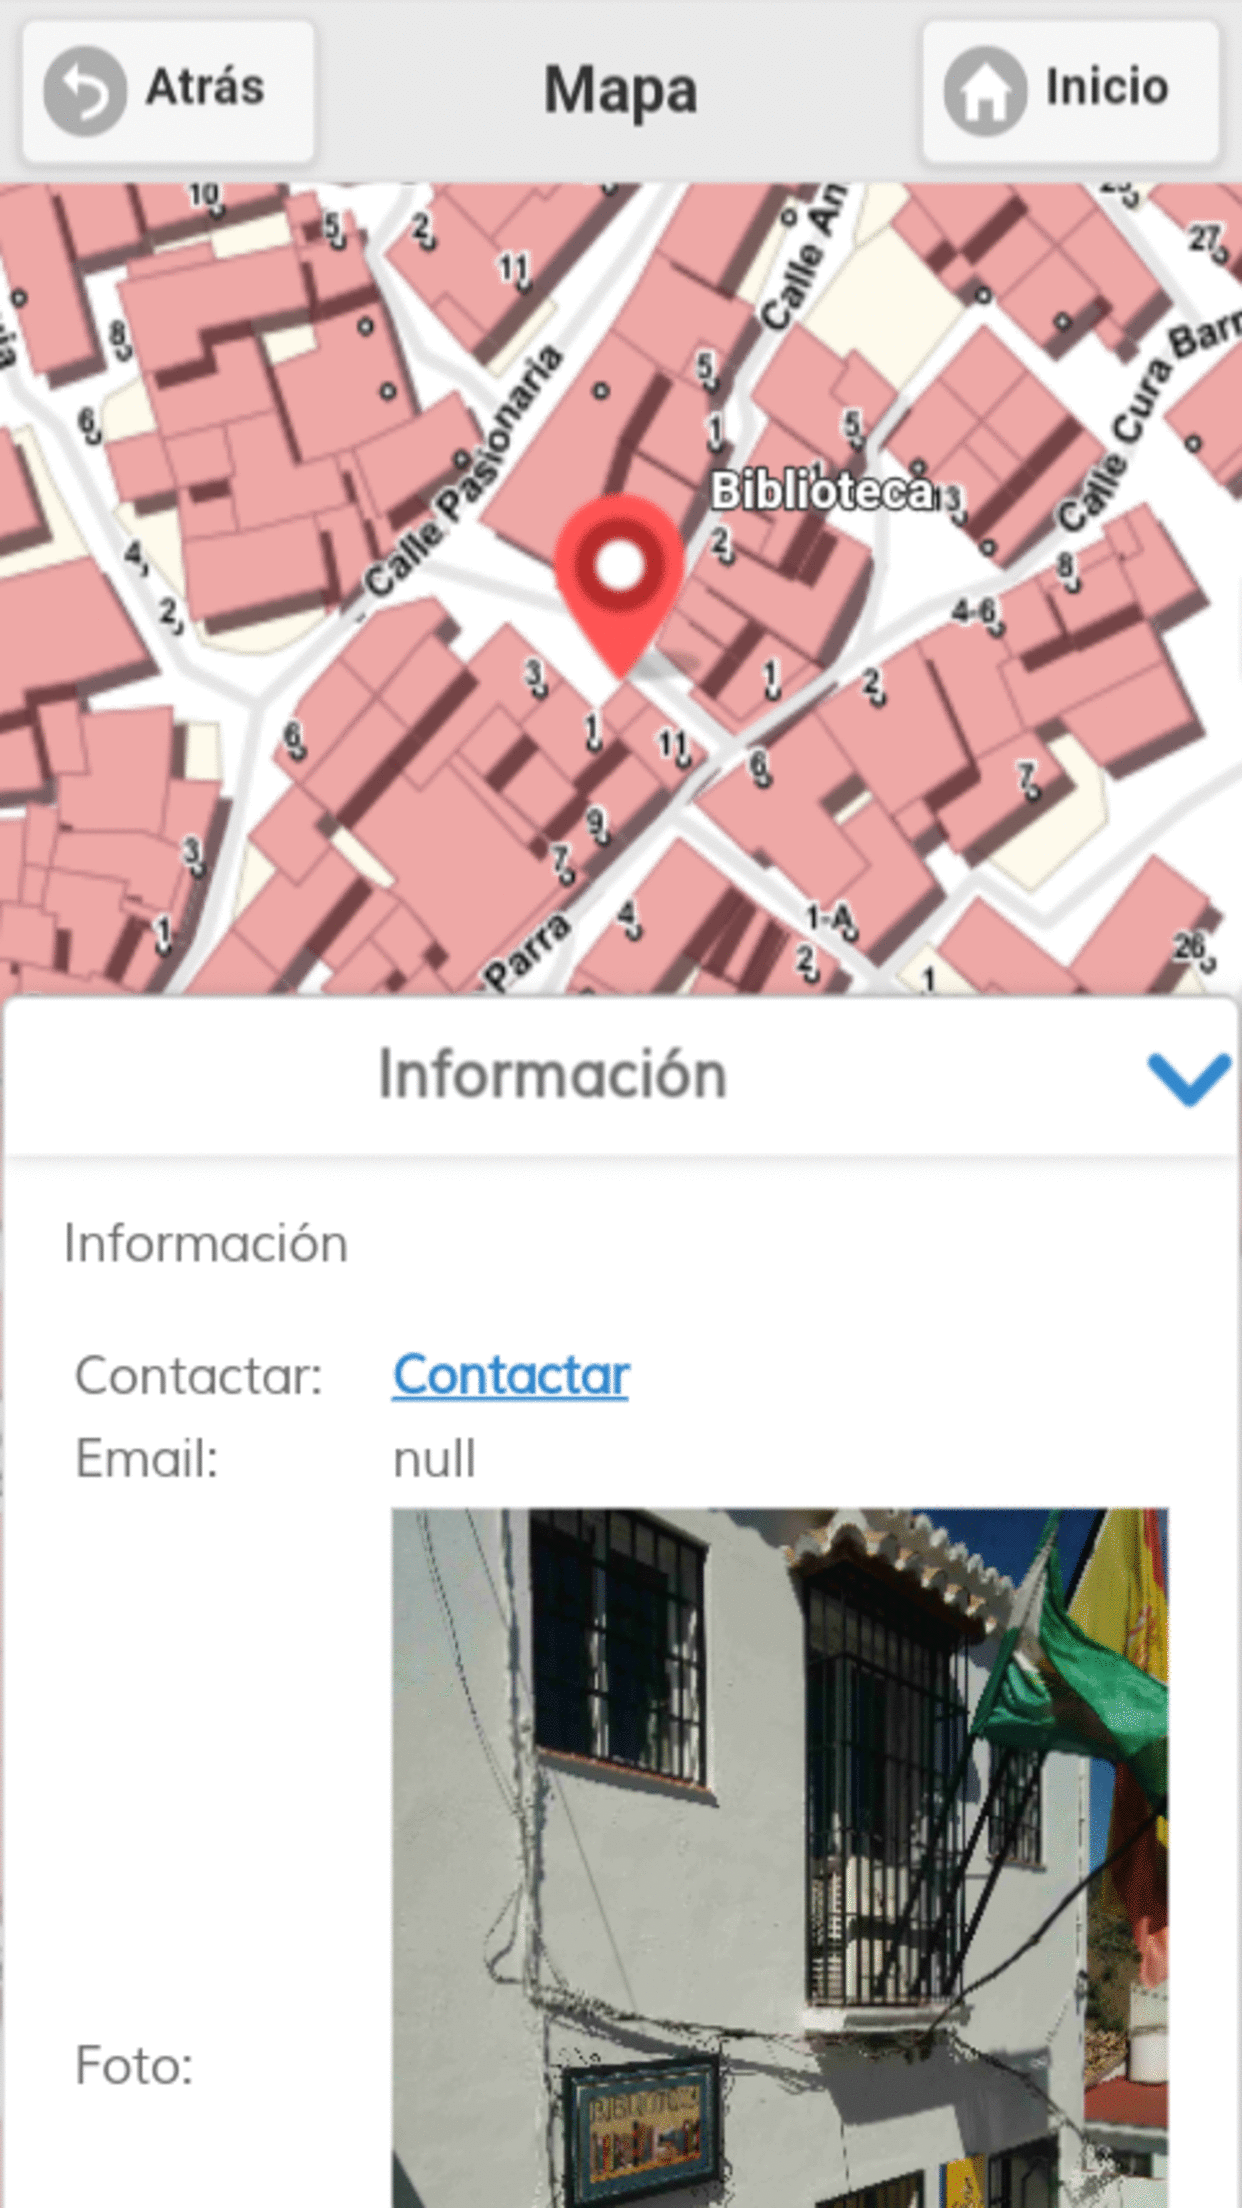 Atrás
Mapa
Inicio
10
5
2
11
Calle An
27
8
Calle Pasionaria
5
6
1
5
Calle Cura Barr
Biblioteca
13
4
2
2
8
4-6
3
1
2
6
1
11
6
7
9
7
3
1
4
1-A
2
26
1
Parra
Información
Información
Contactar:
Contactar
Email:
null
Foto:
BIBLIOTECA